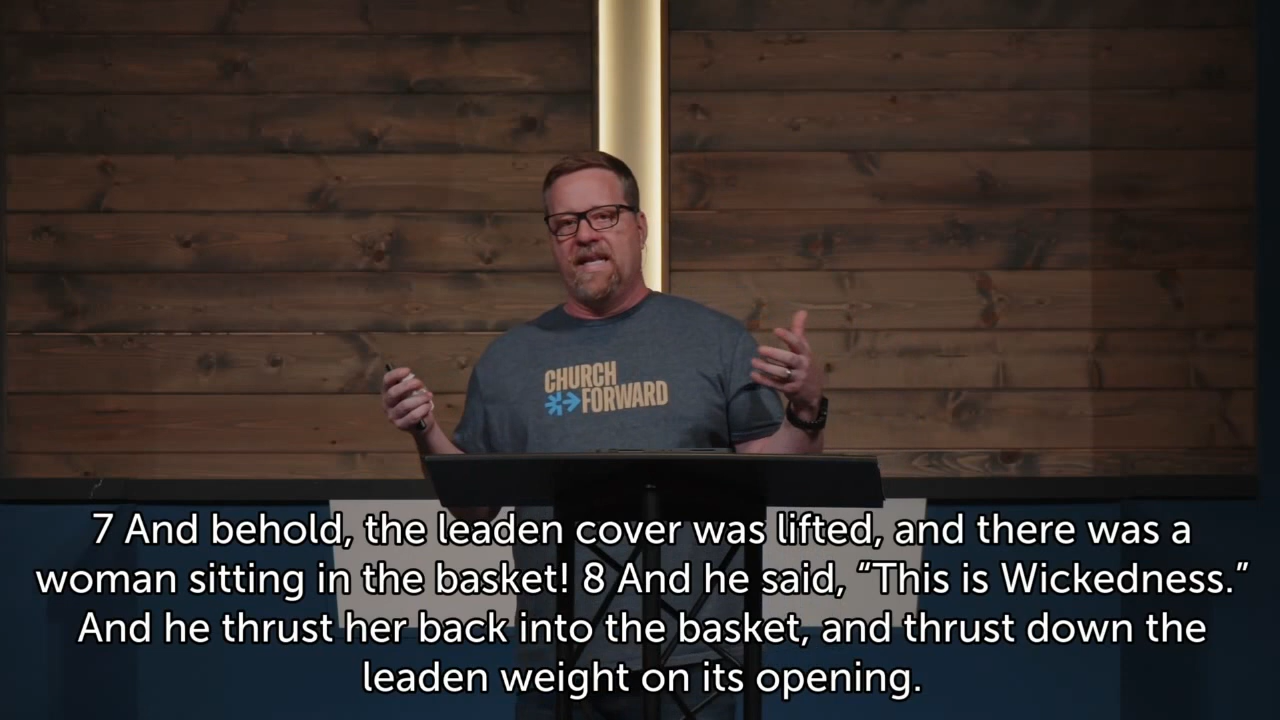 CHURCH
FORWARD
7 And behold, the leaden cover was lifted, and there was a
woman sitting in the basket! 8 And he said, “This is Wickedness.”
And he thrust her back into the basket, and thrust down the
leaden weight on its opening.